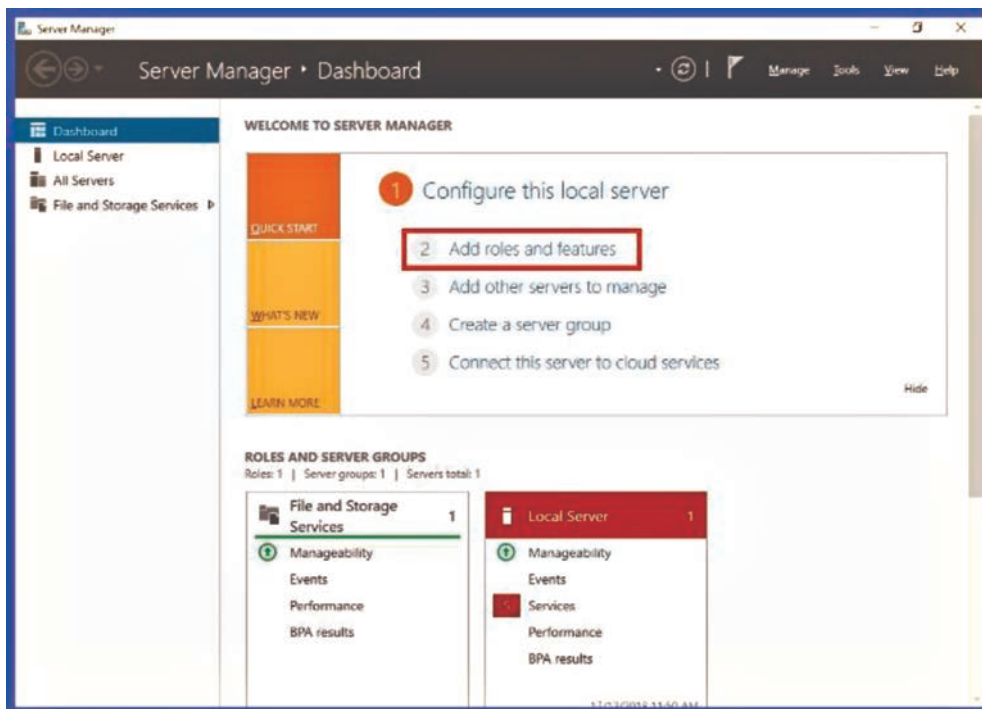 Server Manager
Server Manager • Dashboard
Manage Tools View Help
Dashboard
Local Server
All Servers
File and Storage Services
WELCOME TO SERVER MANAGER
QUICK START
WHAT'S NEW
LEARN MORE
1 Configure this local server
2 Add roles and features
3 Add other servers to manage
4 Create a server group
5 Connect this server to cloud services
Hide
ROLES AND SERVER GROUPS
Roles: 1 | Server groups: 1 | Servers total: 1
File and Storage
Services
1
Manageability
Events
Performance
BPA results
Local Server 1
Manageability
Events
5 Services
Performance
BPA results
11:50 AM